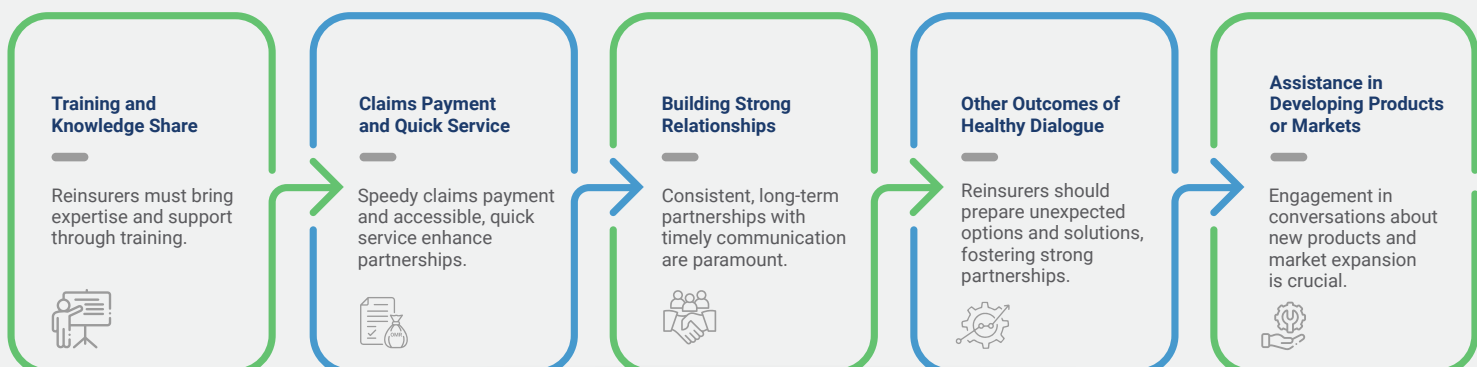 Training and
Knowledge Share
Reinsurers must bring
expertise and support
through training.
Claims Payment
and Quick Service
Speedy claims payment
and accessible, quick
service enhance
partnerships.
Building Strong
Relationships
Consistent, long-term
partnerships with
timely communication
are paramount.
Other Outcomes of
Healthy Dialogue
Reinsurers should
prepare unexpected
options and solutions,
fostering strong
partnerships.
Assistance in
Developing Products
or Markets
Engagement in
conversations about
new products and
market expansion
is crucial.